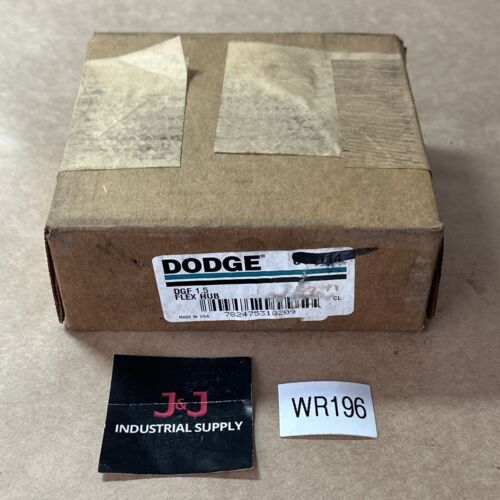 DODGE®
DGF 1.5
FLEX HUB
CL
MADE IN USA
782475318209
J&J
INDUSTRIAL SUPPLY
WR196